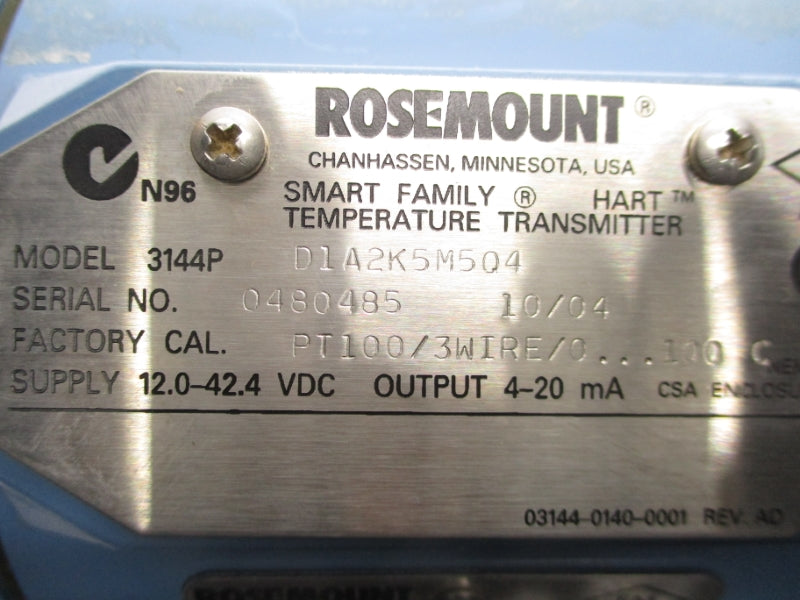 ROSEMOUNT®
CHANHASSEN, MINNESOTA, USA
N96 SMART FAMILY ® HART™
TEMPERATURE TRANSMITTER
MODEL 3144P D1A2K5M5Q4
SERIAL NO. 0480485 10/04
FACTORY CAL. PT100/3WIRE/0...100 C
SUPPLY 12.0-42.4 VDC OUTPUT 4-20 mA CSA
03144-0140-0001 REV. AD
ROSEMOUNT